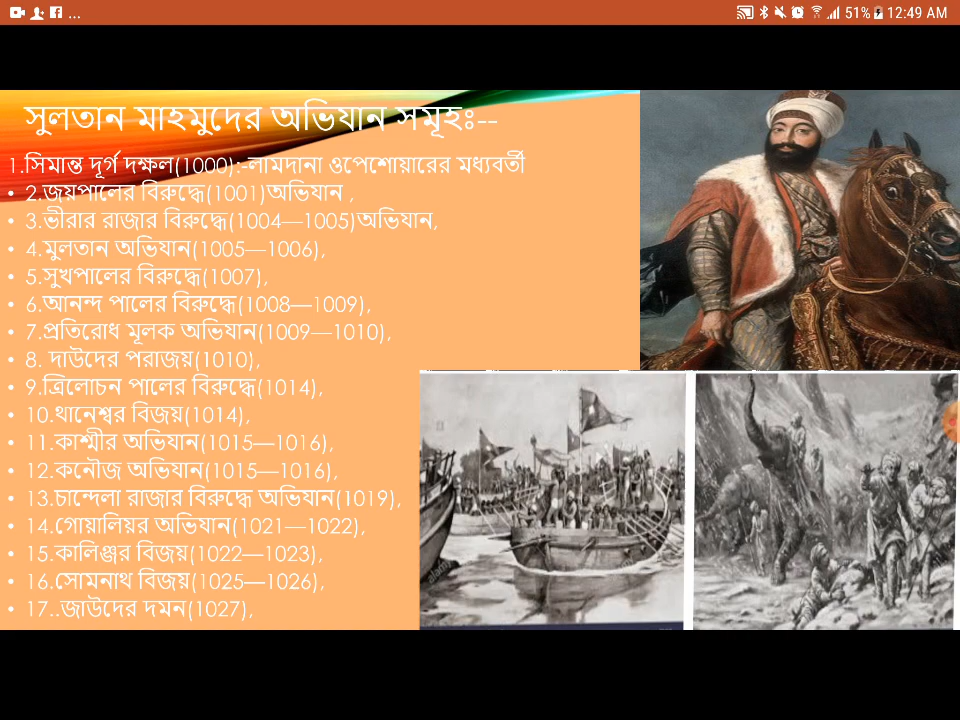 ... 51% 12:49 AM
সুলতান মাহমুদের অভিযান সমূহঃ--
1.সিমান্ত দূর্গ দক্ষল(1000):-লামদানা ওপেশোয়ারের মধ্যবর্তী
• 2.জয়পালের বিরুদ্ধে(1001)অভিযান ,
• 3.ভীরার রাজার বিরুদ্ধে(1004—1005)অভিযান,
• 4.মুলতান অভিযান(1005—1006),
• 5.সুখপালের বিরুদ্ধে(1007),
• 6.আনন্দ পালের বিরুদ্ধে(1008—1009),
• 7.প্রতিরোধ মূলক অভিযান(1009—1010),
• 8. দাউদের পরাজয়(1010),
• 9.ত্রিলোচন পালের বিরুদ্ধে(1014),
• 10.থানেশ্বর বিজয়(1014),
• 11.কাশ্মীর অভিযান(1015—1016),
• 12.কনৌজ অভিযান(1015—1016),
• 13.চান্দেলা রাজার বিরুদ্ধে অভিযান(1019),
• 14.গোয়ালিয়র অভিযান(1021—1022),
• 15.কালিঞ্জর বিজয়(1022—1023),
• 16.সোমনাথ বিজয়(1025—1026),
• 17..জাউদের দমন(1027),